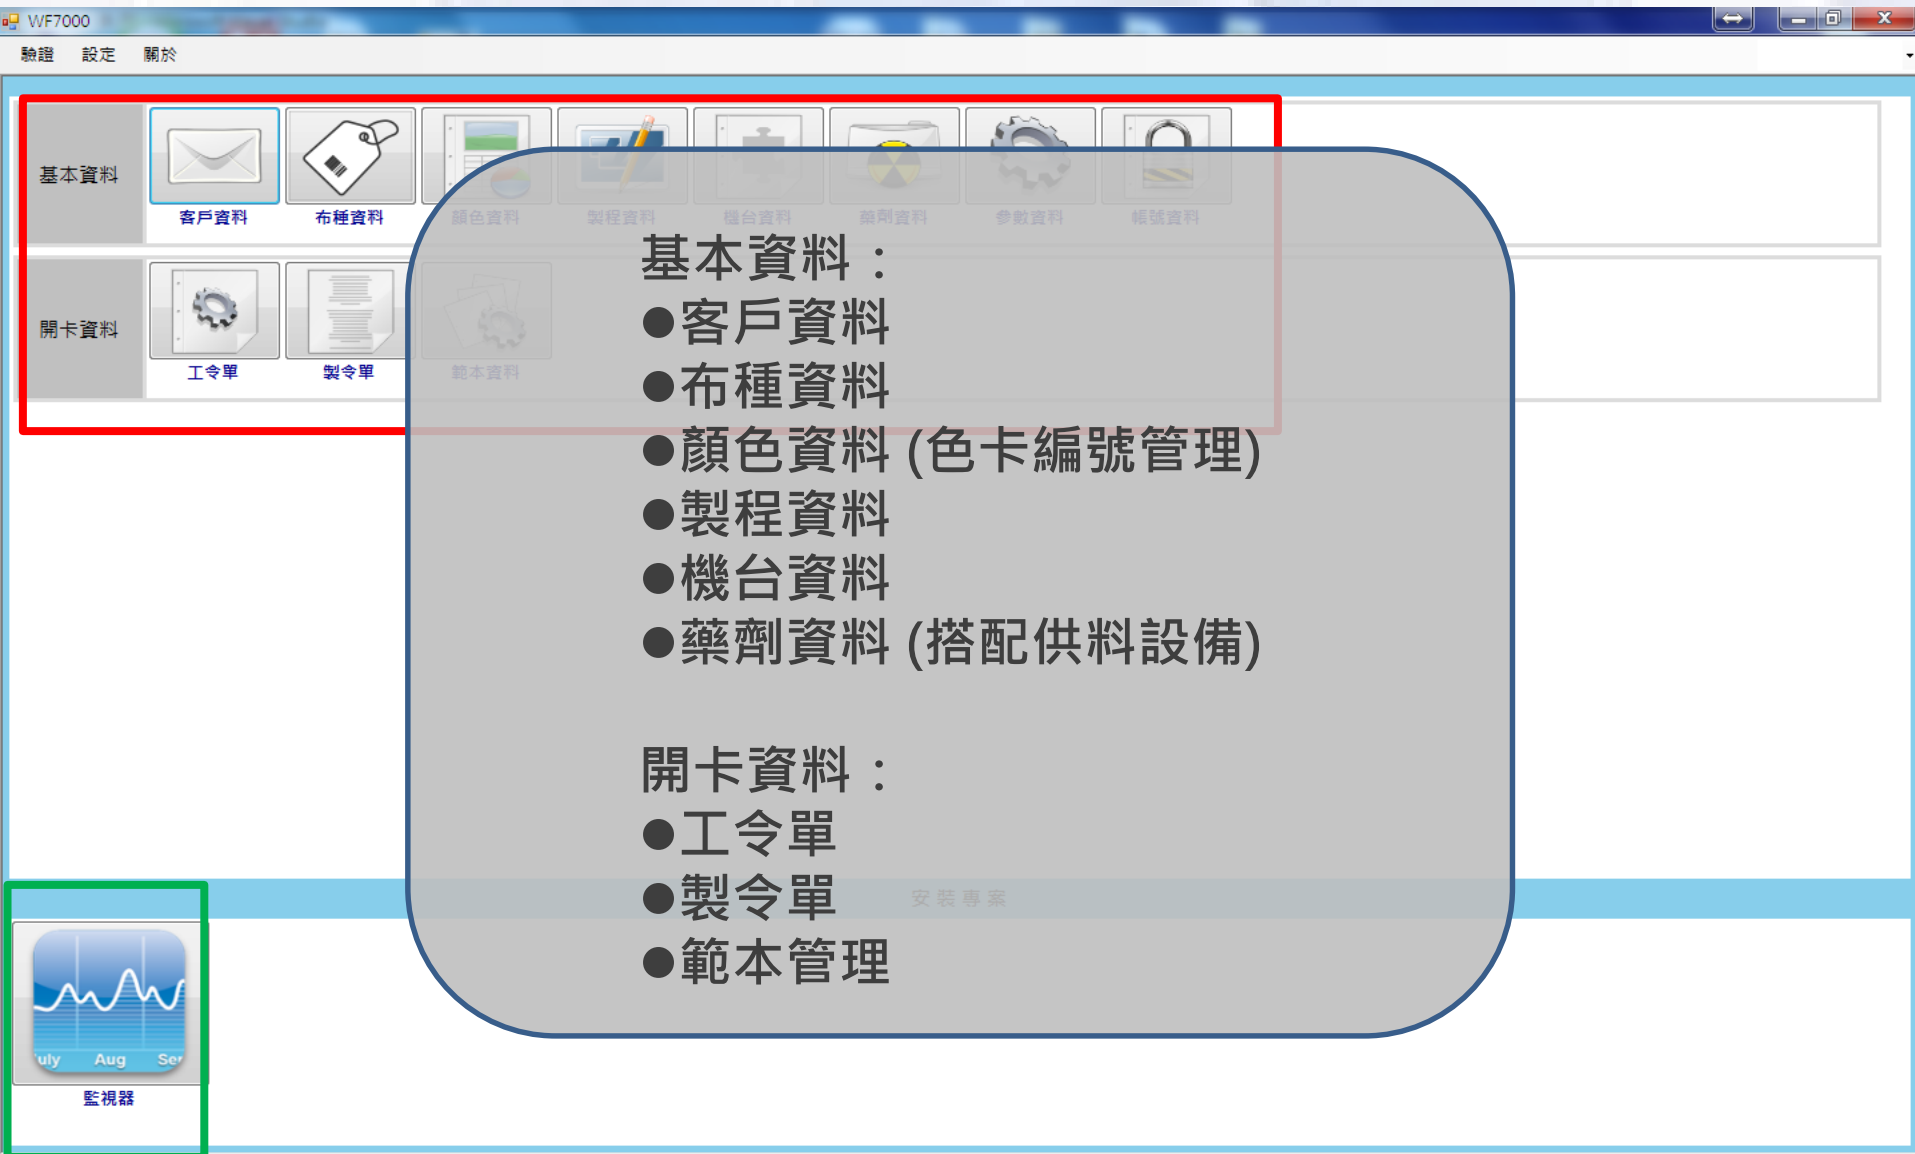 WF7000
驗證 設定 關於
基本資料
客戶資料 布種資料 顏色資料 製程資料 機台資料 藥劑資料 參數資料 帳號資料
開卡資料
工令單 製令單 範本資料
基本資料：
●客戶資料
●布種資料
●顏色資料 (色卡編號管理)
●製程資料
●機台資料
●藥劑資料 (搭配供料設備)
開卡資料：
●工令單
●製令單
●範本管理
安裝專案
uly Aug Ser
監視器